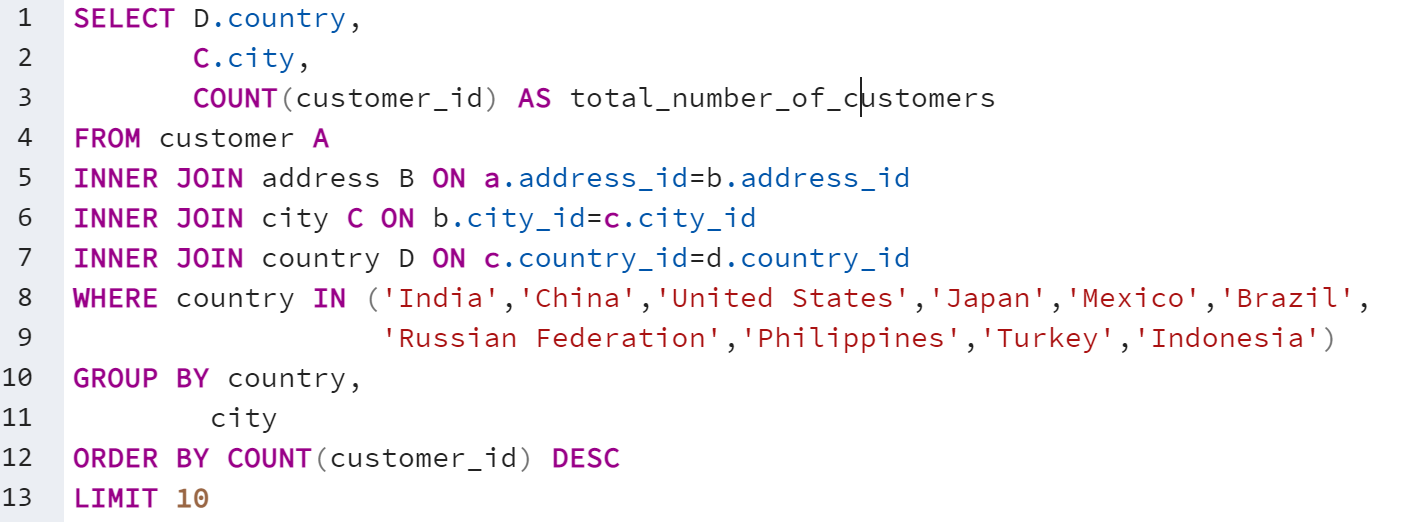 1 SELECT D.country,
2 C.city,
3 COUNT(customer_id) AS total_number_of_customers
4 FROM customer A
5 INNER JOIN address B ON a.address_id=b.address_id
6 INNER JOIN city C ON b.city_id=c.city_id
7 INNER JOIN country D ON c.country_id=d.country_id
8 WHERE country IN ('India','China','United States','Japan','Mexico','Brazil',
9 'Russian Federation','Philippines','Turkey','Indonesia')
10 GROUP BY country,
11 city
12 ORDER BY COUNT(customer_id) DESC
13 LIMIT 10